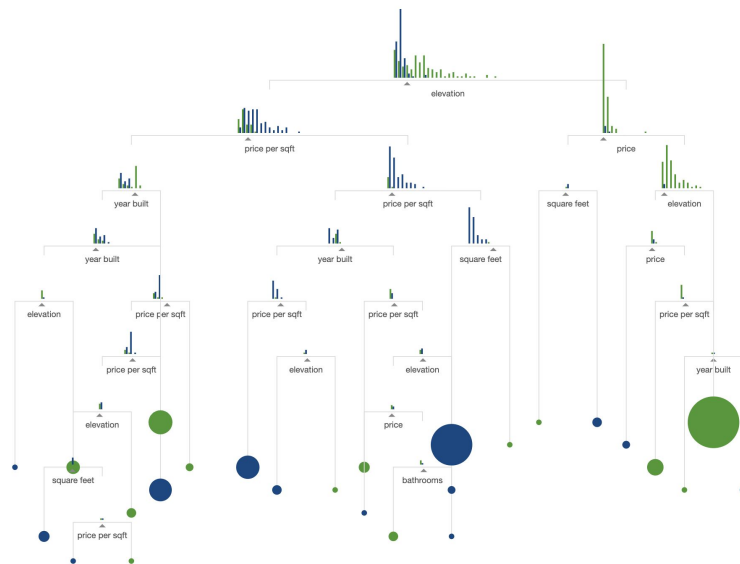 elevation
price per sqft
price
year built
price per sqft
square feet
elevation
year built
year built
square feet
price
elevation
price per sqft
price per sqft
price per sqft
price per sqft
price per sqft
elevation
elevation
year built
elevation
price
square feet
bathrooms
price per sqft